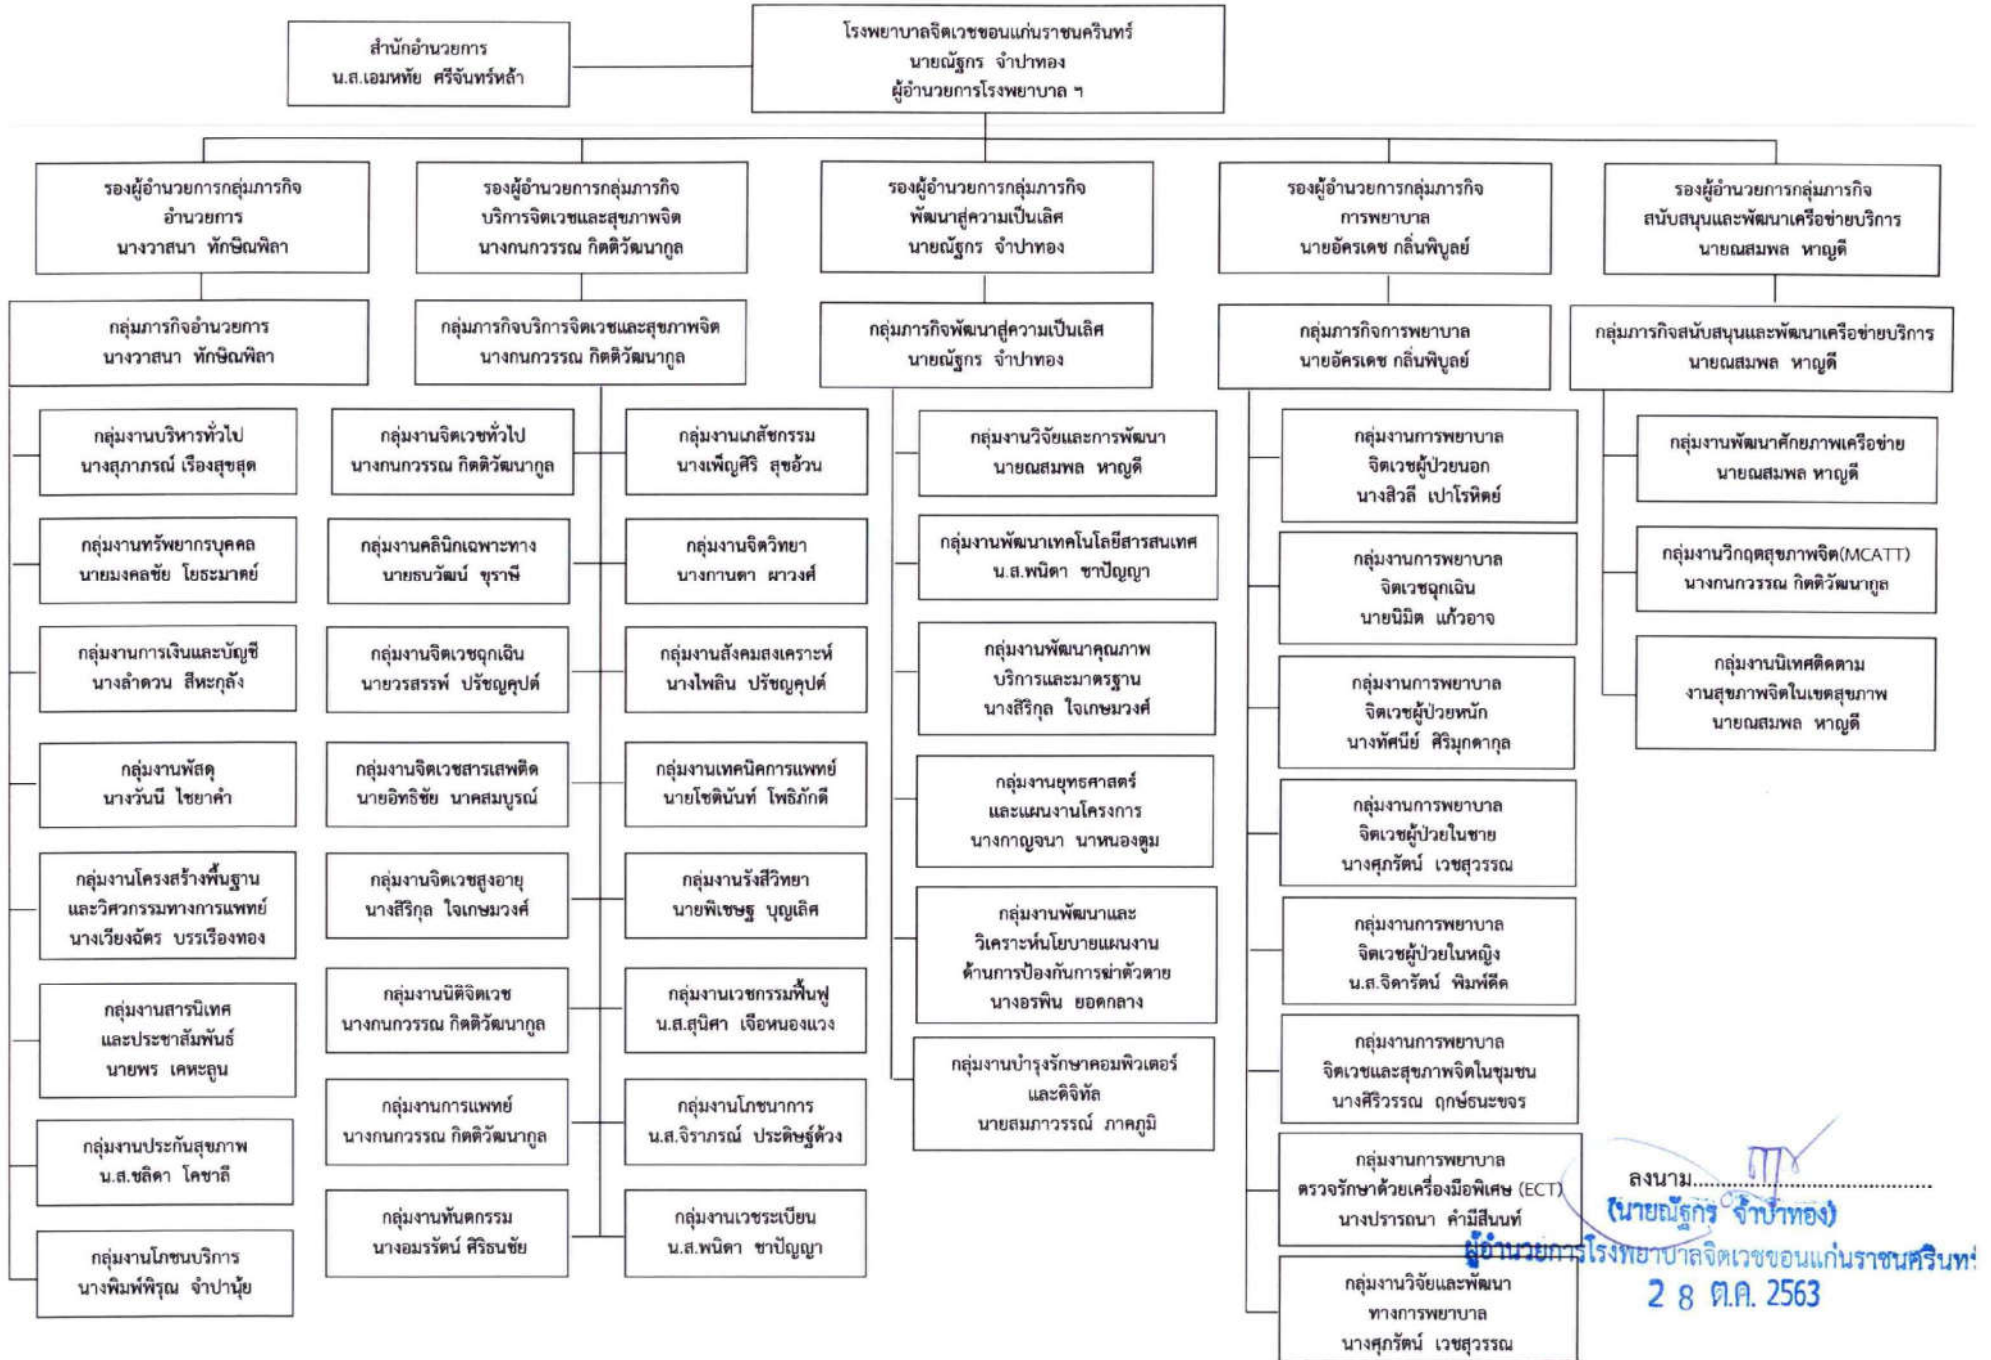 สำนักอำนวยการ
น.ส.เอมหทัย ศรีจันทร์หล้า
โรงพยาบาลจิตเวชขอนแก่นราชนครินทร์
นายณัฐกร จำปาทอง
ผู้อำนวยการโรงพยาบาล ฯ
รองผู้อำนวยการกลุ่มภารกิจ
อำนวยการ
นางวาสนา ทักษิณพิลา
รองผู้อำนวยการกลุ่มภารกิจ
บริการจิตเวชและสุขภาพจิต
นางกนกวรรณ กิตติวัฒนากูล
รองผู้อำนวยการกลุ่มภารกิจ
พัฒนาสู่ความเป็นเลิศ
นายณัฐกร จำปาทอง
รองผู้อำนวยการกลุ่มภารกิจ
การพยาบาล
นายอัครเดช กลิ่นพิบูลย์
รองผู้อำนวยการกลุ่มภารกิจ
สนับสนุนและพัฒนาเครือข่ายบริการ
นายณสมพล หาญดี
กลุ่มภารกิจอำนวยการ
นางวาสนา ทักษิณพิลา
กลุ่มภารกิจบริการจิตเวชและสุขภาพจิต
นางกนกวรรณ กิตติวัฒนากูล
กลุ่มภารกิจพัฒนาสู่ความเป็นเลิศ
นายณัฐกร จำปาทอง
กลุ่มภารกิจการพยาบาล
นายอัครเดช กลิ่นพิบูลย์
กลุ่มภารกิจสนับสนุนและพัฒนาเครือข่ายบริการ
นายณสมพล หาญดี
กลุ่มงานบริหารทั่วไป
นางสุภาภรณ์ เรืองสุขสุด
กลุ่มงานทรัพยากรบุคคล
นายมงคลชัย โยธะมาตย์
กลุ่มงานการเงินและบัญชี
นางลำดวน สีหะกุลัง
กลุ่มงานพัสดุ
นางวันนี ไชยาคำ
กลุ่มงานโครงสร้างพื้นฐาน
และวิศวกรรมทางการแพทย์
นางเวียงฉัตร บรรเรืองทอง
กลุ่มงานสารนิเทศ
และประชาสัมพันธ์
นายพร เคหะลูน
กลุ่มงานประกันสุขภาพ
น.ส.ชลิดา โคชาลี
กลุ่มงานโภชนบริการ
นางพิมพ์พิรุณ จำปานุ้ย
กลุ่มงานจิตเวชทั่วไป
นางกนกวรรณ กิตติวัฒนากูล
กลุ่มงานคลินิกเฉพาะทาง
นายธนวัฒน์ ขุราษี
กลุ่มงานจิตเวชฉุกเฉิน
นายวรสรรพ์ ปรัชญคุปต์
กลุ่มงานจิตเวชสารเสพติด
นายอิทธิชัย นาคสมบูรณ์
กลุ่มงานจิตเวชสูงอายุ
นางสิริกุล ใจเกษมวงศ์
กลุ่มงานนิติจิตเวช
นางกนกวรรณ กิตติวัฒนากูล
กลุ่มงานการแพทย์
นางกนกวรรณ กิตติวัฒนากูล
กลุ่มงานทันตกรรม
นางอมรรัตน์ ศิริธนชัย
กลุ่มงานเภสัชกรรม
นางเพ็ญศิริ สุขอ้วน
กลุ่มงานจิตวิทยา
นางกานดา ผาวงศ์
กลุ่มงานสังคมสงเคราะห์
นางไพลิน ปรัชญคุปต์
กลุ่มงานเทคนิคการแพทย์
นายโชตินันท์ โพธิภักดี
กลุ่มงานรังสีวิทยา
นายพิเชษฐ บุญเลิศ
กลุ่มงานเวชกรรมฟื้นฟู
น.ส.สุนิศา เจือหนองแวง
กลุ่มงานโภชนาการ
น.ส.จิราภรณ์ ประดิษฐ์ด้วง
กลุ่มงานเวชระเบียน
น.ส.พนิดา ชาปัญญา
กลุ่มงานวิจัยและการพัฒนา
นายณสมพล หาญดี
กลุ่มงานพัฒนาเทคโนโลยีสารสนเทศ
น.ส.พนิดา ชาปัญญา
กลุ่มงานพัฒนาคุณภาพ
บริการและมาตรฐาน
นางสิริกุล ใจเกษมวงศ์
กลุ่มงานยุทธศาสตร์
และแผนงานโครงการ
นางกาญจนา นาหนองตูม
กลุ่มงานพัฒนาและ
วิเคราะห์นโยบายแผนงาน
ด้านการป้องกันการฆ่าตัวตาย
นางอรพิน ยอดกลาง
กลุ่มงานบำรุงรักษาคอมพิวเตอร์
และดิจิทัล
นายสมภาวรรณ์ ภาคภูมิ
กลุ่มงานการพยาบาล
จิตเวชผู้ป่วยนอก
นางสิวลี เปาโรหิตย์
กลุ่มงานการพยาบาล
จิตเวชฉุกเฉิน
นายนิมิต แก้วอาจ
กลุ่มงานการพยาบาล
จิตเวชผู้ป่วยหนัก
นางทัศนีย์ ศิริมุกดากุล
กลุ่มงานการพยาบาล
จิตเวชผู้ป่วยในชาย
นางศุภรัตน์ เวชสุวรรณ
กลุ่มงานการพยาบาล
จิตเวชผู้ป่วยในหญิง
น.ส.จิดารัตน์ พิมพ์ดีด
กลุ่มงานการพยาบาล
จิตเวชและสุขภาพจิตในชุมชน
นางศิริวรรณ ฤกษ์ธนะขจร
กลุ่มงานการพยาบาล
ตรวจรักษาด้วยเครื่องมือพิเศษ (ECT)
นางปรารถนา คำมีสีนนท์
กลุ่มงานวิจัยและพัฒนา
ทางการพยาบาล
นางศุภรัตน์ เวชสุวรรณ
กลุ่มงานพัฒนาศักยภาพเครือข่าย
นายณสมพล หาญดี
กลุ่มงานวิกฤตสุขภาพจิต(MCATT)
นางกนกวรรณ กิตติวัฒนากูล
กลุ่มงานนิเทศติดตาม
งานสุขภาพจิตในเขตสุขภาพ
นายณสมพล หาญดี
ลงนาม
(นายณัฐกร จำปาทอง)
ผู้อำนวยการโรงพยาบาลจิตเวชขอนแก่นราชนครินทร์
28 ต.ค. 2563